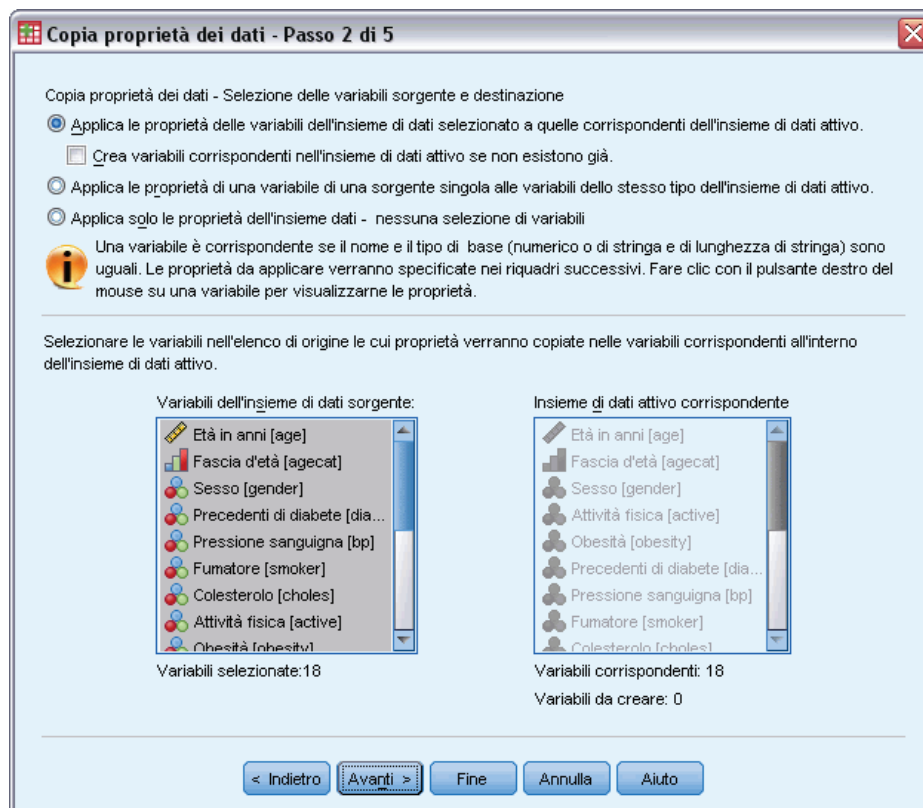 Copia proprietà dei dati - Passo 2 di 5
Copia proprietà dei dati - Selezione delle variabili sorgente e destinazione
Applica le proprietà delle variabili dell'insieme di dati selezionato a quelle corrispondenti dell'insieme di dati attivo.
Crea variabili corrispondenti nell'insieme di dati attivo se non esistono già.
Applica le proprietà di una variabile di una sorgente singola alle variabili dello stesso tipo dell'insieme di dati attivo.
Applica solo le proprietà dell'insieme dati - nessuna selezione di variabili
Una variabile è corrispondente se il nome e il tipo di base (numerico o di stringa e di lunghezza di stringa) sono
uguali. Le proprietà da applicare verranno specificate nei riquadri successivi. Fare clic con il pulsante destro del
mouse su una variabile per visualizzarne le proprietà.
Selezionare le variabili nell'elenco di origine le cui proprietà verranno copiate nelle variabili corrispondenti all'interno
dell'insieme di dati attivo.
Variabili dell'insieme di dati sorgente:
Età in anni [age]
Fascia d'età [agecat]
Sesso [gender]
Precedenti di diabete [dia...
Pressione sanguigna [bp]
Fumatore [smoker]
Colesterolo [choles]
Attività fisica [active]
Obesità [obesity]
Variabili selezionate:18
Insieme di dati attivo corrispondente
Età in anni [age]
Fascia d'età [agecat]
Sesso [gender]
Attività fisica [active]
Obesità [obesity]
Precedenti di diabete [dia...
Pressione sanguigna [bp]
Fumatore [smoker]
Colesterolo [choles]
Variabili corrispondenti: 18
Variabili da creare: 0
< Indietro
Avanti >
Fine
Annulla
Aiuto